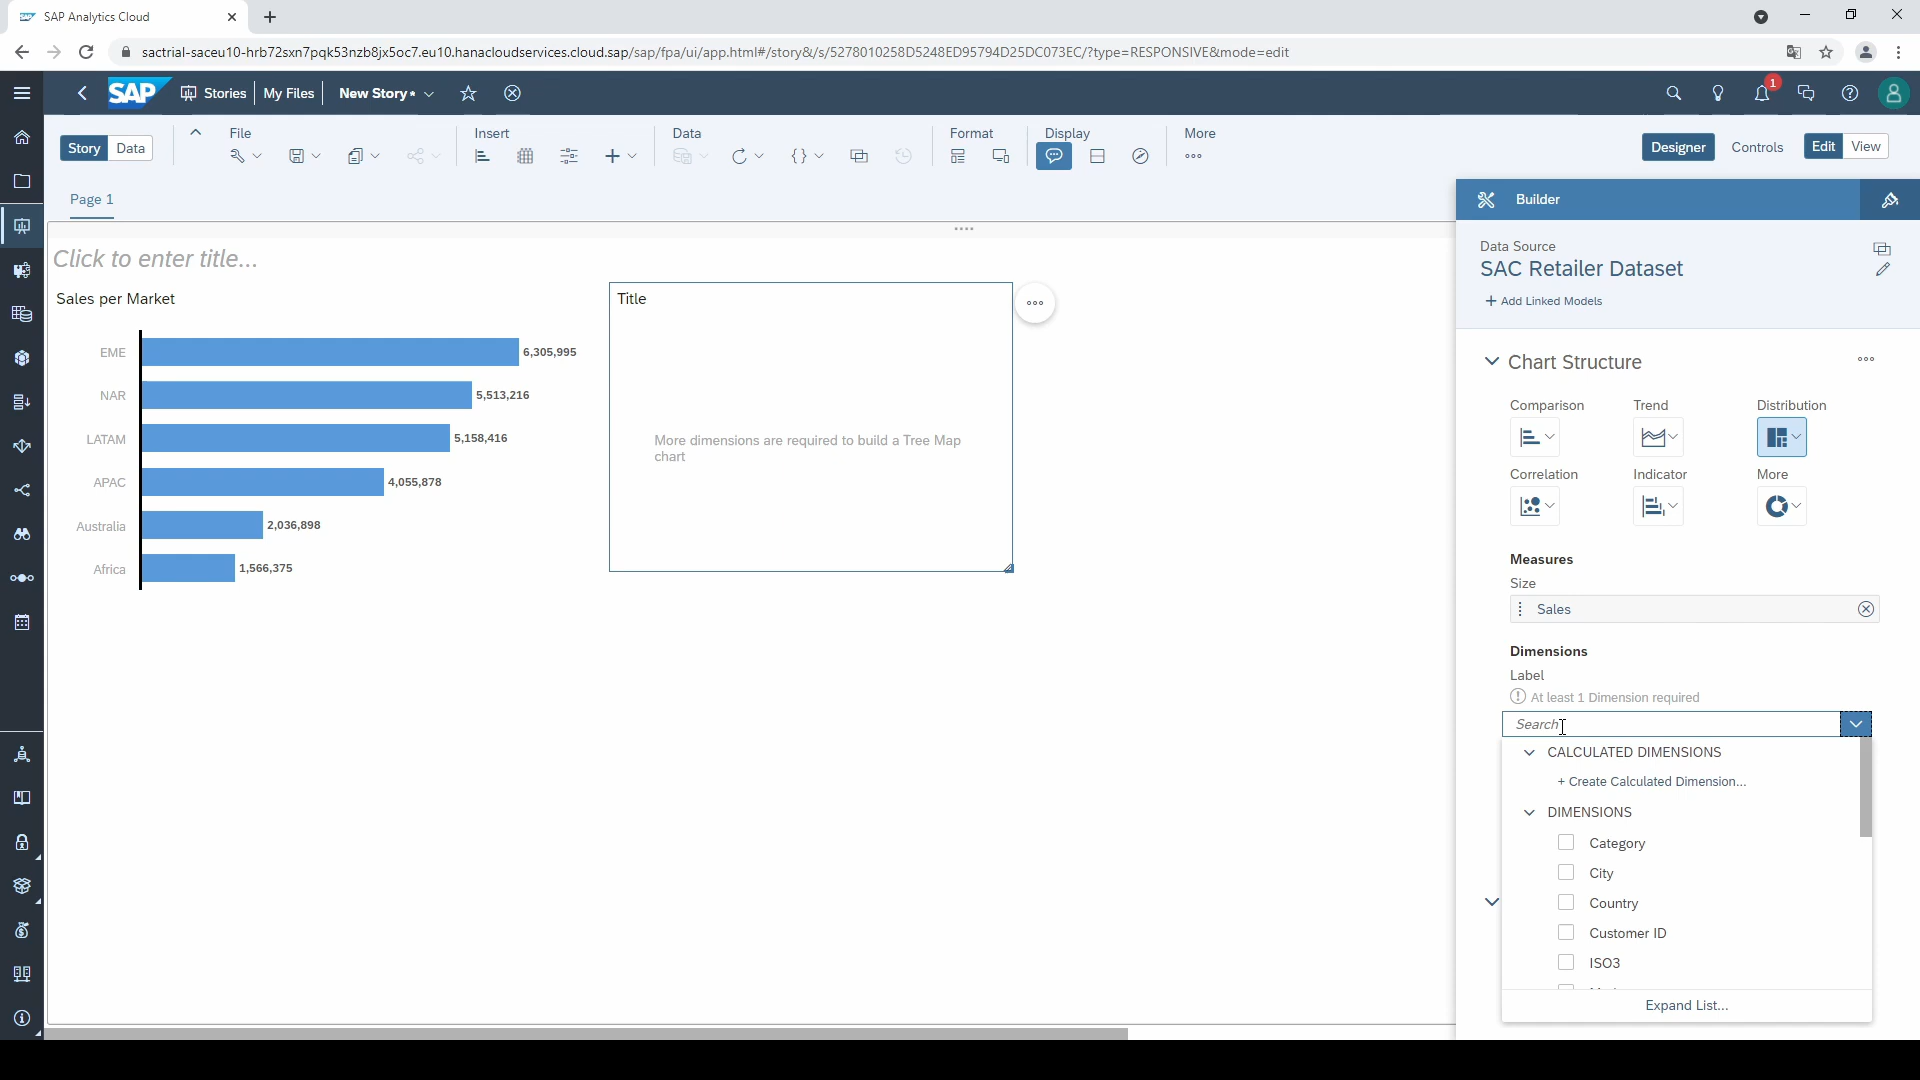 SAP Analytics Cloud
sactrial-saceu10-hrb72sxn7pqk53nzb8jx5oc7.eu10.hanacloudservices.cloud.sap/sap/fpa/ui/app.html#/story&/s/5278010258D5248ED95794D25DC073EC/?type=RESPONSIVE&mode=edit
SAP Stories My Files New Story* 1
Story Data File Insert Data Format Display More Designer Controls Edit View
Page 1
Builder
Click to enter title...
Data Source
SAC Retailer Dataset
+ Add Linked Models
Sales per Market
EME 6,305,995
NAR 5,513,216
LATAM 5,158,416
APAC 4,055,878
Australia 2,036,898
Africa 1,566,375
Title
More dimensions are required to build a Tree Map
chart
Chart Structure
Comparison Trend Distribution
Correlation Indicator More
Measures
Size
Sales
Dimensions
Label
At least 1 Dimension required
Search
CALCULATED DIMENSIONS
+ Create Calculated Dimension...
DIMENSIONS
Category
City
Country
Customer ID
ISO3
Expand List...